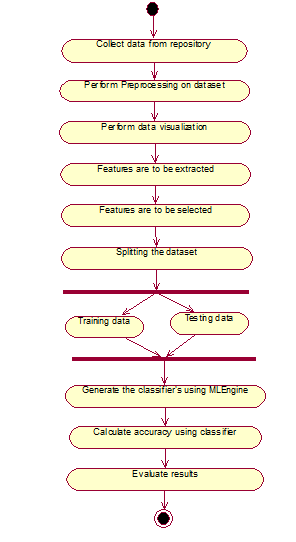 Collect data from repository
Perform Preprocessing on dataset
Perform data visualization
Features are to be extracted
Features are to be selected
Splitting the dataset
Training data
Testing data
Generate the classifier's using MLEngine
Calculate accuracy using classifier
Evaluate results